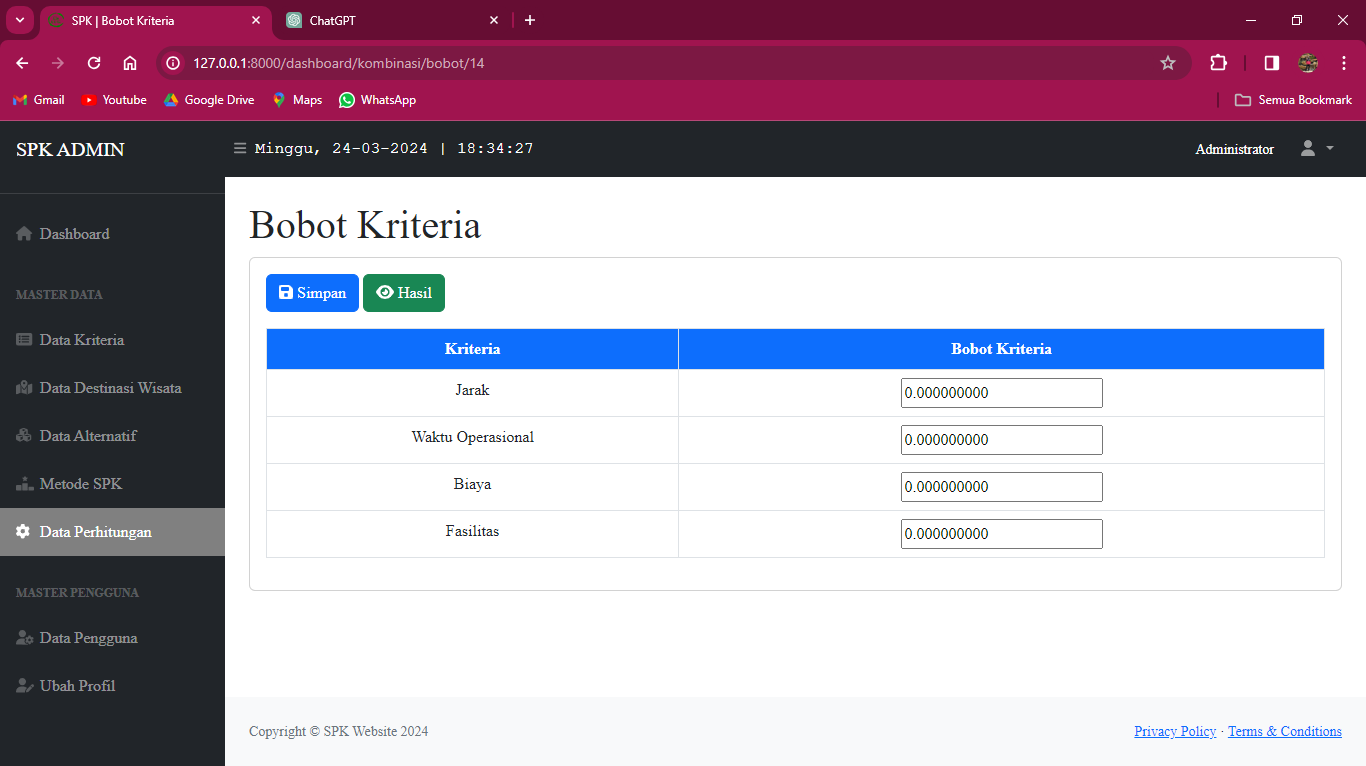 SPK | Bobot Kriteria
ChatGPT
127.0.0.1:8000/dashboard/kombinasi/bobot/14
Gmail
Youtube
Google Drive
Maps
WhatsApp
Semua Bookmark
SPK ADMIN
Minggu, 24-03-2024 | 18:34:27
Administrator
Dashboard
MASTER DATA
Data Kriteria
Data Destinasi Wisata
Data Alternatif
Metode SPK
Data Perhitungan
MASTER PENGGUNA
Data Pengguna
Ubah Profil
Bobot Kriteria
Simpan
Hasil
Kriteria Bobot Kriteria
Jarak 0.000000000
Waktu Operasional 0.000000000
Biaya 0.000000000
Fasilitas 0.000000000
Copyright © SPK Website 2024
Privacy Policy · Terms & Conditions